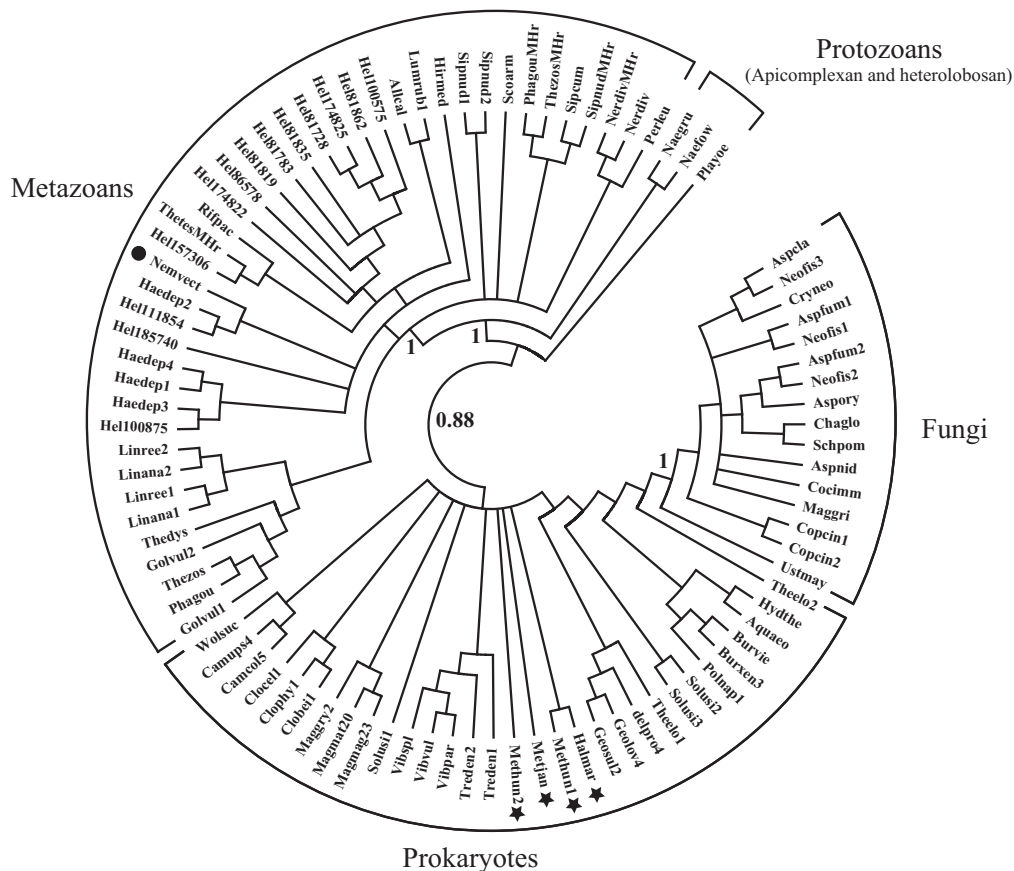 Protozoans
(Apicomplexan and heterolobosan)
Metazoans
Fungi
Prokaryotes
1
1
0.88
1
Playoe
Naefow
Naegru
Perleu
Nerdiv
NerdivMHr
SipnudMHr
Sipcum
ThezosMHr
PhagouMHr
Scoarm
Sipnud2
Sipnud1
Hirmed
Lumrub1
Allcal
Hel100575
Hel81862
Hel174825
Hel81728
Hel81835
Hel81783
Hel81819
Hel86578
Hel174822
Rifpac
ThetesMHr
Hel157306
Nemvect
Haedep2
Hel111854
Hel185740
Haedep4
Haedep1
Haedep3
Hel100875
Linree2
Linana2
Linree1
Linana1
Thedys
Golvul2
Thezos
Phagou
Golvul1
Wolsuc
Camups4
Camcol5
Clocel1
Clophy1
Clobei1
Maggry2
Magmat20
Magmag23
Solusi1
Vibspl
Vibvul
Vibpar
Treden2
Treden1
Methun2
Metjan
Methun1
Halmar
Geosul2
Geolov4
delpro4
Theelo1
Solusi3
Solusi2
Polnap1
Burxen3
Burvie
Aquaeo
Hydthe
Theelo2
Ustmay
Copcin2
Copcin1
Maggri
Cocimm
Aspnid
Schpom
Chaglo
Aspory
Neofis2
Aspfum2
Neofis1
Aspfum1
Cryneo
Neofis3
Aspcla